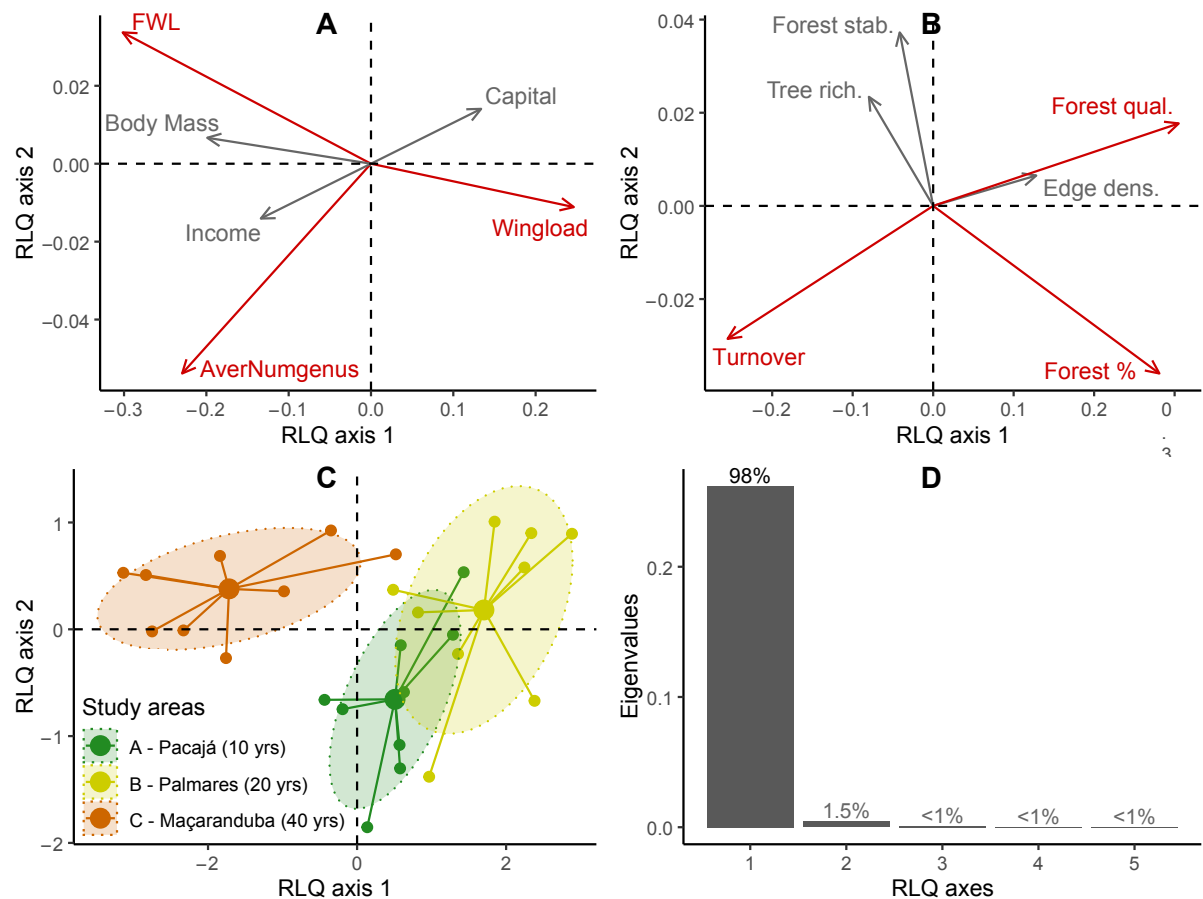 A
FWL
Capital
Body Mass
Income
Wingload
AverNumgenus
0.02
0.00
−0.02
−0.04
RLQ axis 2
−0.3 −0.2 −0.1 0.0 0.1 0.2
RLQ axis 1
B
Forest stab.
Tree rich.
Forest qual.
Edge dens.
Turnover
Forest %
0.04
0.02
0.00
−0.02
RLQ axis 2
−0.2 −0.1 0.0 0.1 0.2 0
.
3
RLQ axis 1
C
1
0
−1
−2
RLQ axis 2
Study areas
A - Pacajá (10 yrs)
B - Palmares (20 yrs)
C - Maçaranduba (40 yrs)
−2 0 2
RLQ axis 1
D
98%
1.5%
<1%
<1%
<1%
0.2
0.1
0.0
Eigenvalues
1 2 3 4 5
RLQ axes